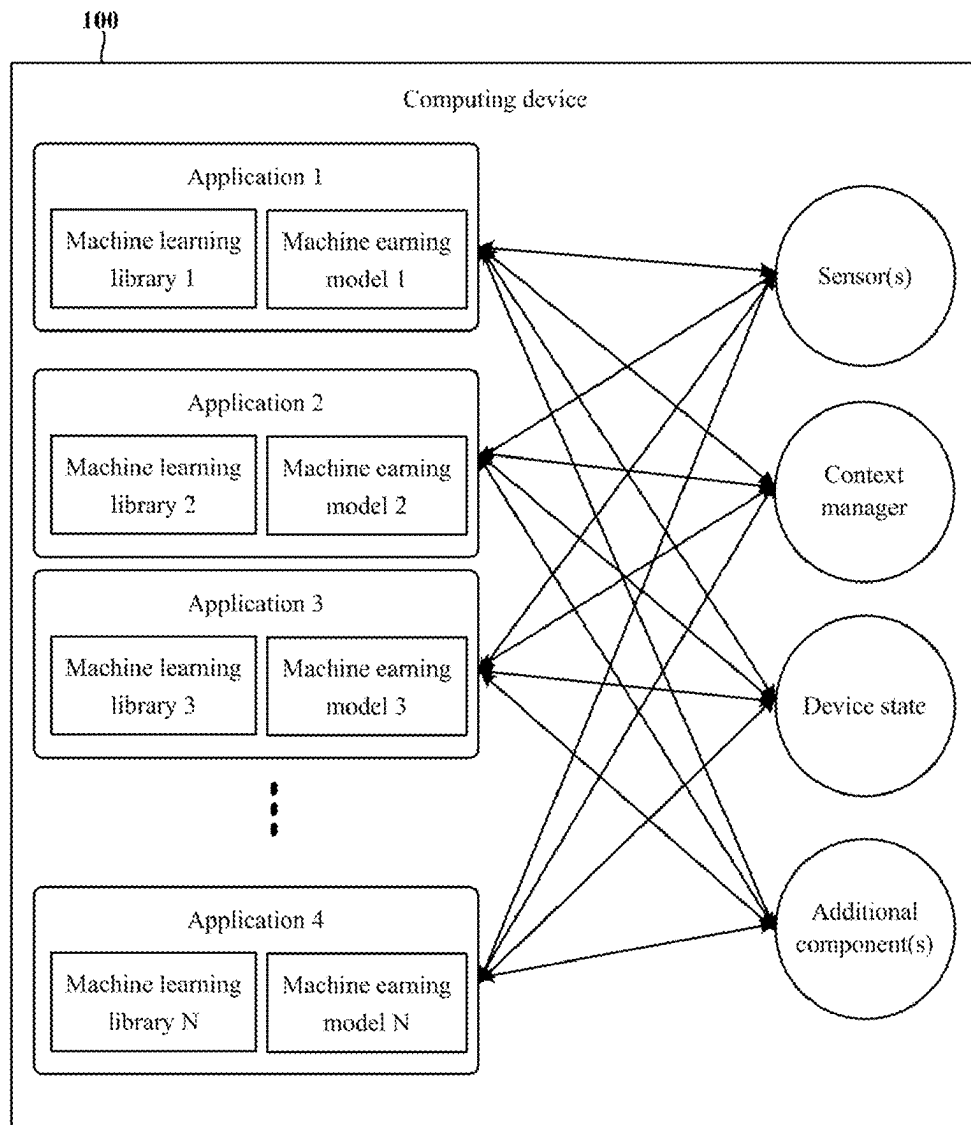 100
Computing device
Application 1
Machine learning
library 1
Machine earning
model 1
Sensor(s)
Application 2
Machine learning
library 2
Machine earning
model 2
Context
manager
Application 3
Machine learning
library 3
Machine earning
model 3
Device state
Application 4
Machine learning
library N
Machine earning
model N
Additional
component(s)